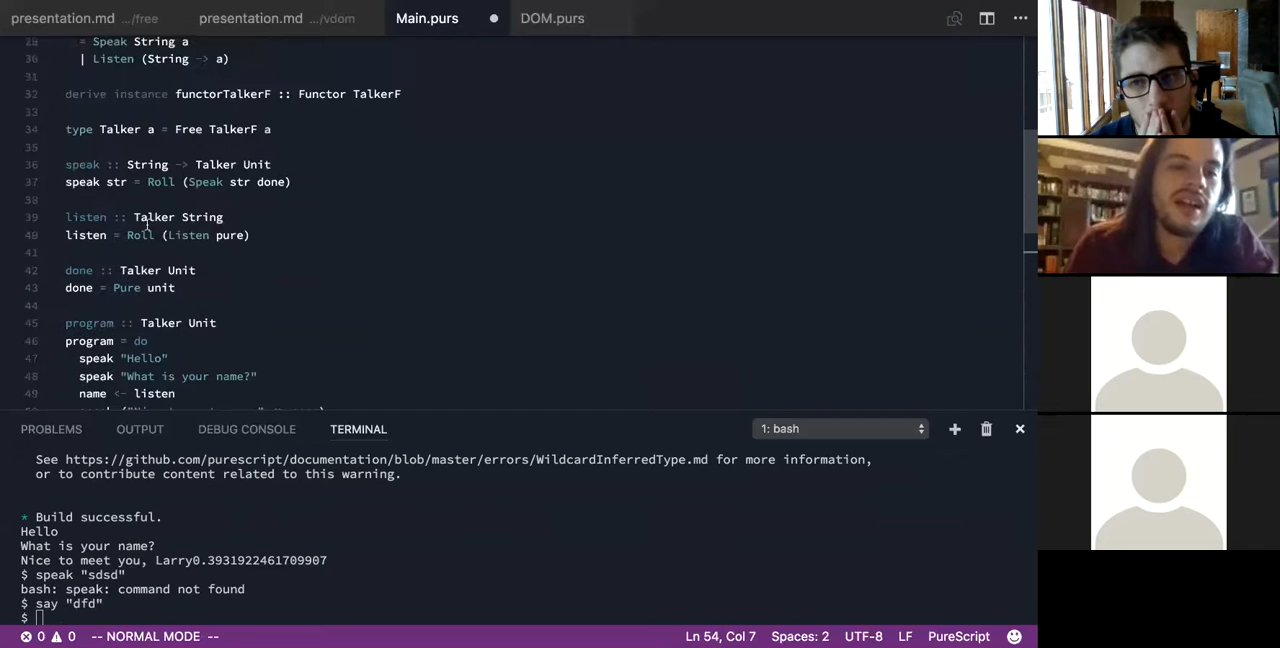 presentation.md .../free presentation.md .../vdom Main.purs DOM.purs
29 = Speak String a
30 | Listen (String -> a)
31
32 derive instance functorTalkerF :: Functor TalkerF
33
34 type Talker a = Free TalkerF a
35
36 speak :: String -> Talker Unit
37 speak str = Roll (Speak str done)
38
39 listen :: Talker String
40 listen = Roll (Listen pure)
41
42 done :: Talker Unit
43 done = Pure unit
44
45 program :: Talker Unit
46 program = do
47 speak "Hello"
48 speak "What is your name?"
49 name <- listen
PROBLEMS OUTPUT DEBUG CONSOLE TERMINAL 1: bash
See https://github.com/purescript/documentation/blob/master/errors/WildcardInferredType.md for more information,
or to contribute content related to this warning.
* Build successful.
Hello
What is your name?
Nice to meet you, Larry0.3931922461709907
$ speak "sdsd"
bash: speak: command not found
$ say "dfd"
$
0 0 -- NORMAL MODE -- Ln 54, Col 7 Spaces: 2 UTF-8 LF PureScript